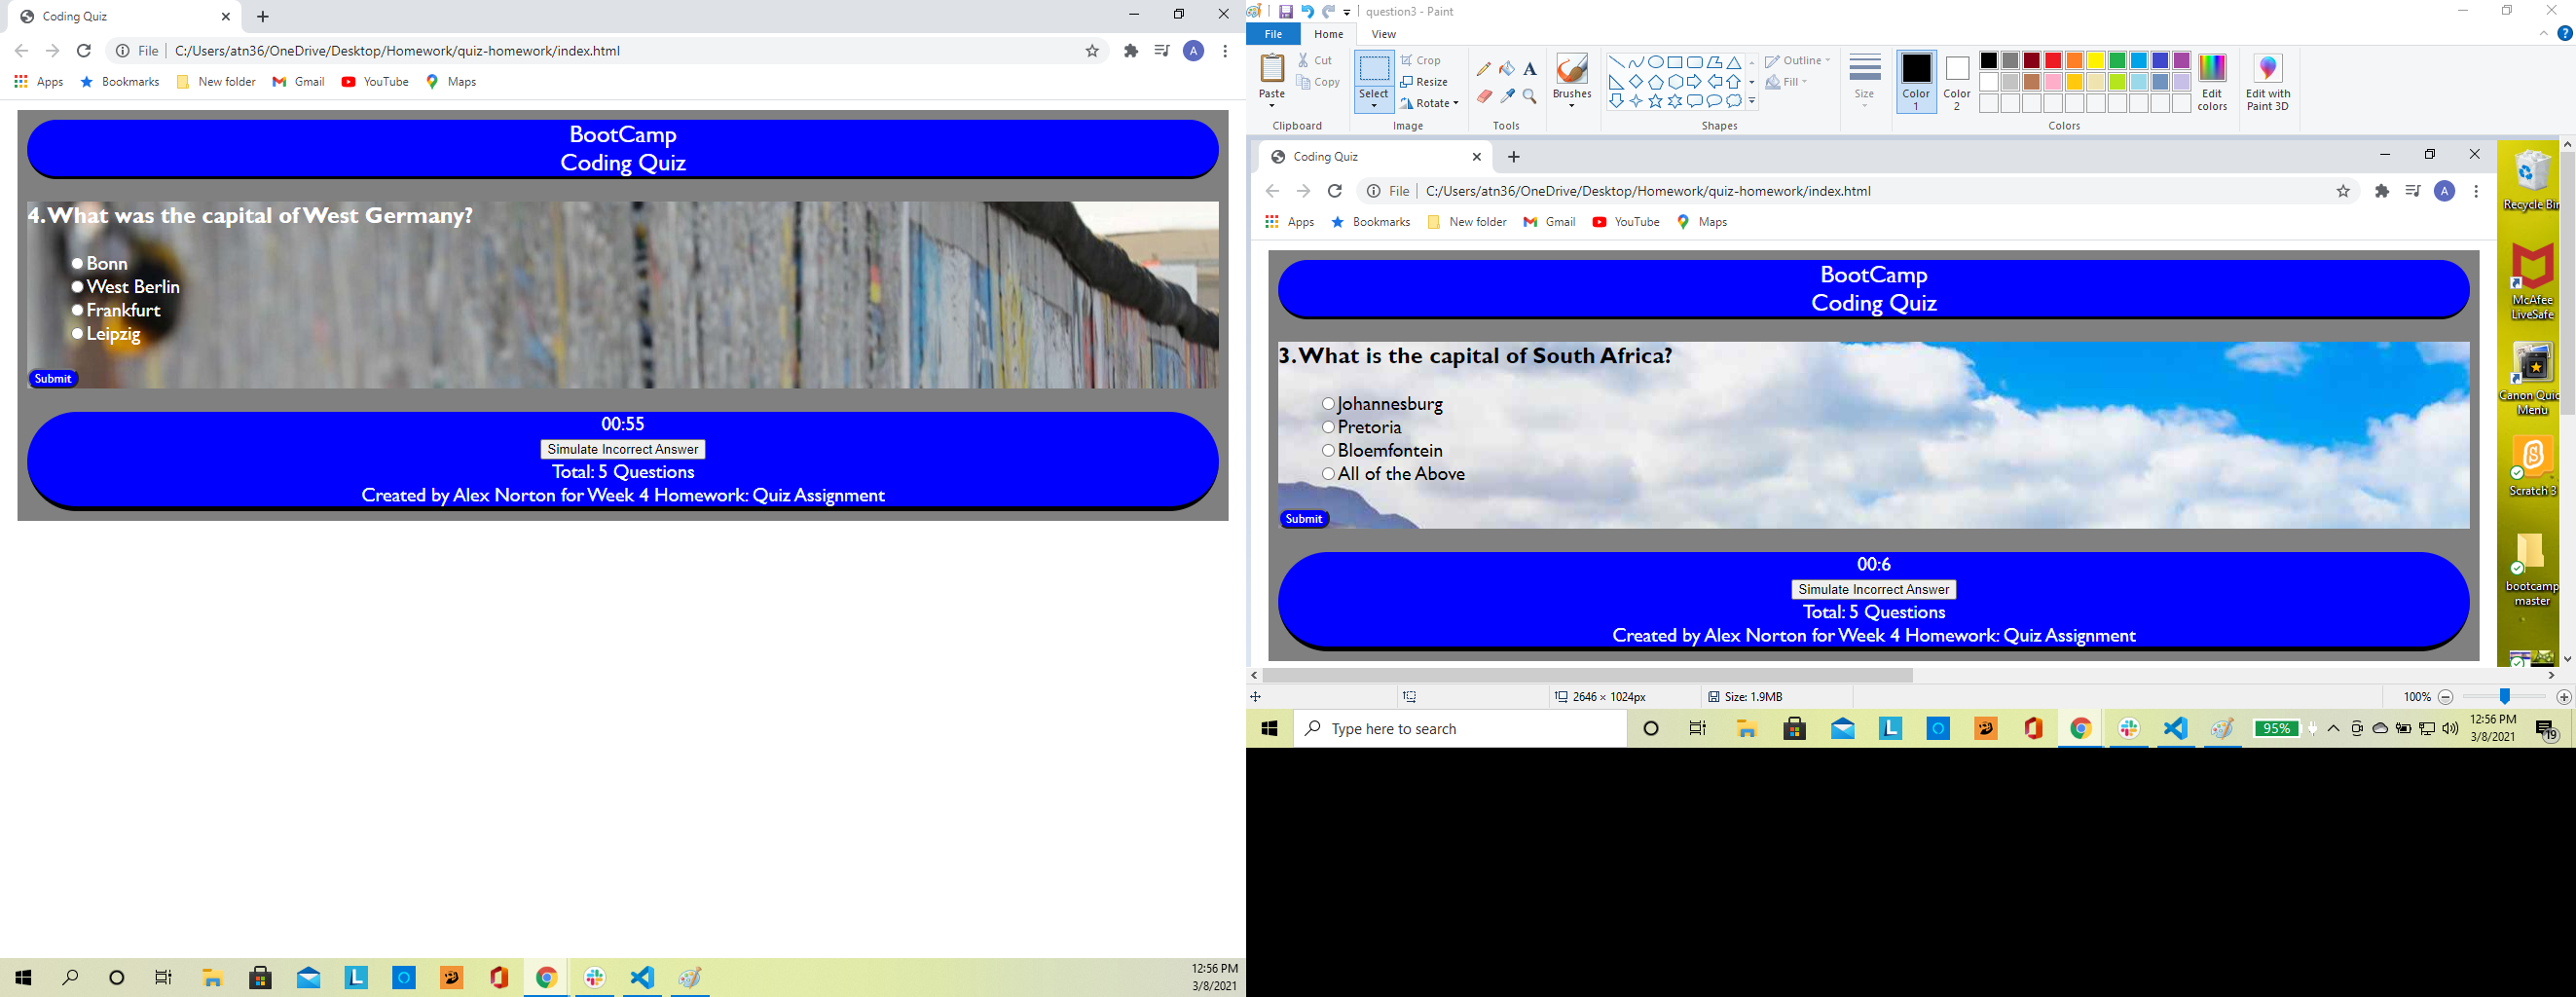 Coding Quiz
File | C:/Users/atn36/OneDrive/Desktop/Homework/quiz-homework/index.html
A
Apps Bookmarks New folder Gmail YouTube Maps
BootCamp
Coding Quiz
4. What was the capital of West Germany?
Bonn
West Berlin
Frankfurt
Leipzig
Submit
00:55
Simulate Incorrect Answer
Total: 5 Questions
Created by Alex Norton for Week 4 Homework: Quiz Assignment
12:56 PM
3/8/2021
question3 - Paint
File Home View
Paste Cut Copy
Clipboard
Select Crop Resize Rotate
Image
Tools
Brushes
Outline
Fill
Shapes
Size
Color 1
Color 2
Edit colors
Edit with Paint 3D
Colors
Coding Quiz
File | C:/Users/atn36/OneDrive/Desktop/Homework/quiz-homework/index.html
A
Apps Bookmarks New folder Gmail YouTube Maps
BootCamp
Coding Quiz
3. What is the capital of South Africa?
Johannesburg
Pretoria
Bloemfontein
All of the Above
Submit
00:6
Simulate Incorrect Answer
Total: 5 Questions
Created by Alex Norton for Week 4 Homework: Quiz Assignment
Recycle Bin
McAfee
LiveSafe
Canon Quic
Menu
Scratch 3
bootcamp
master
2646 × 1024px
Size: 1.9MB
100%
Type here to search
95%
12:56 PM
3/8/2021
19